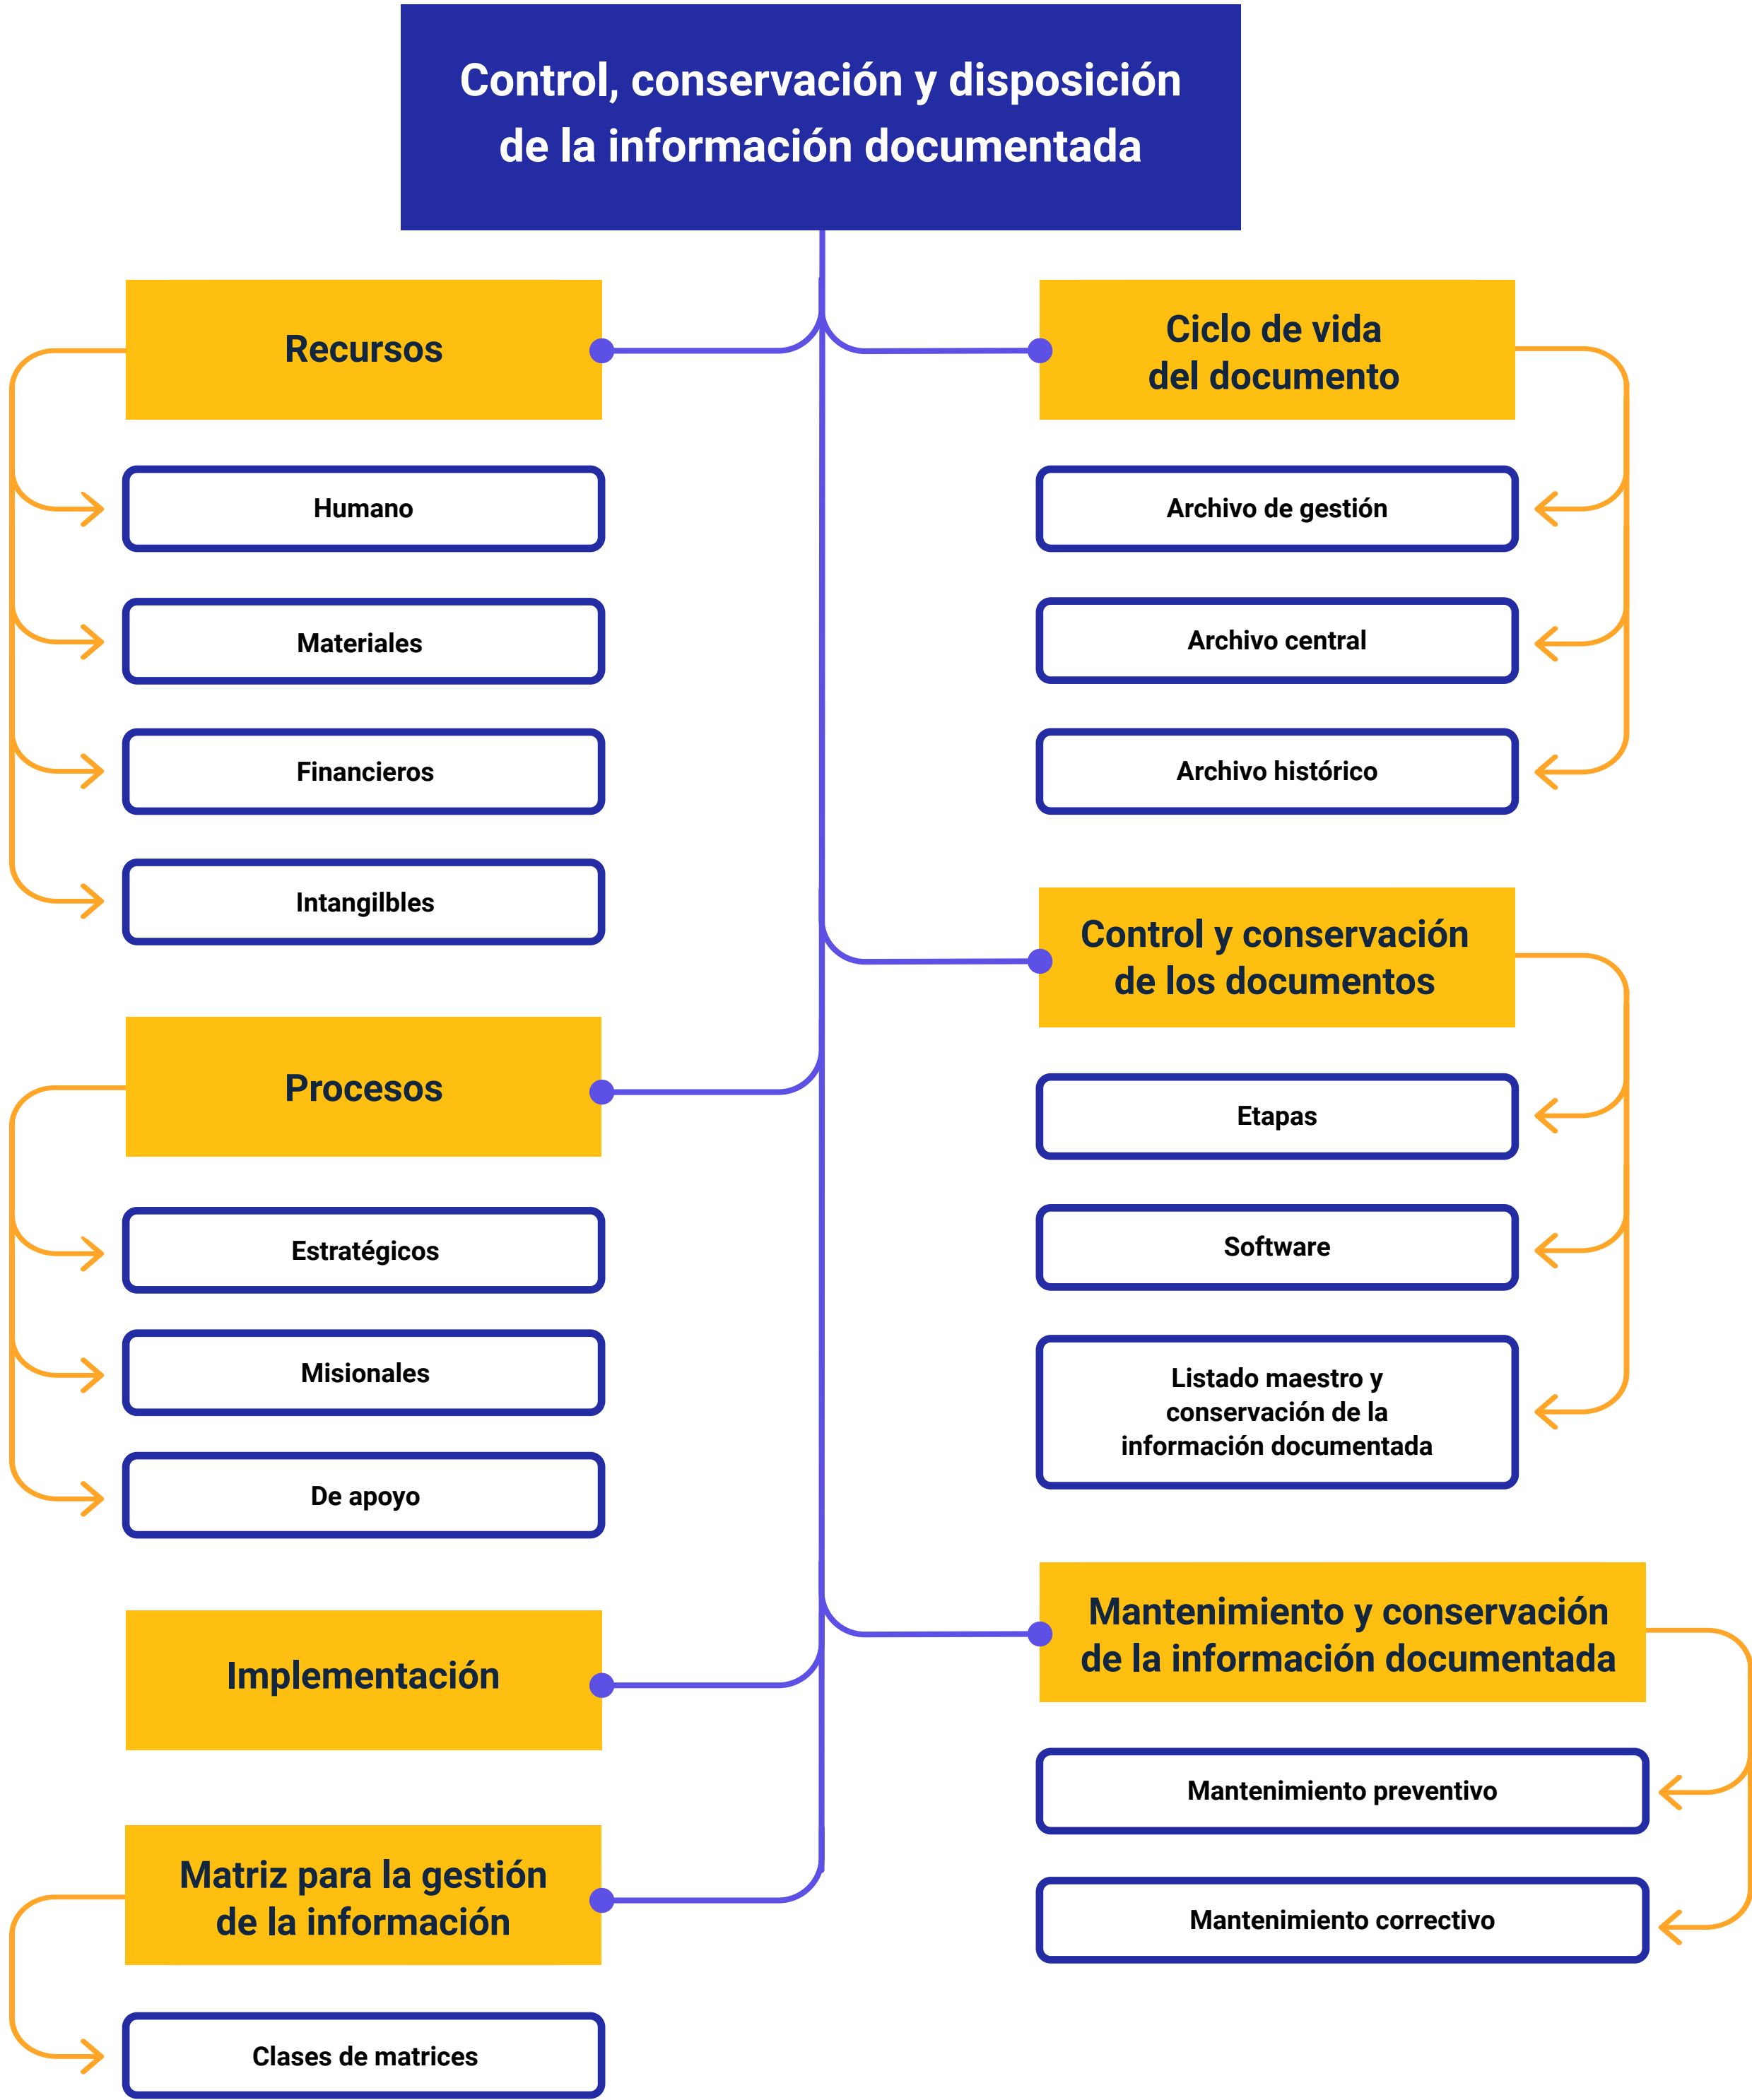 Control, conservación y disposición
de la información documentada
Recursos
Humano
Materiales
Financieros
Intangilbles
Procesos
Estratégicos
Misionales
De apoyo
Implementación
Matriz para la gestión
de la información
Clases de matrices
Ciclo de vida
del documento
Archivo de gestión
Archivo central
Archivo histórico
Control y conservación
de los documentos
Etapas
Software
Listado maestro y
conservación de la
información documentada
Mantenimiento y conservación
de la información documentada
Mantenimiento preventivo
Mantenimiento correctivo